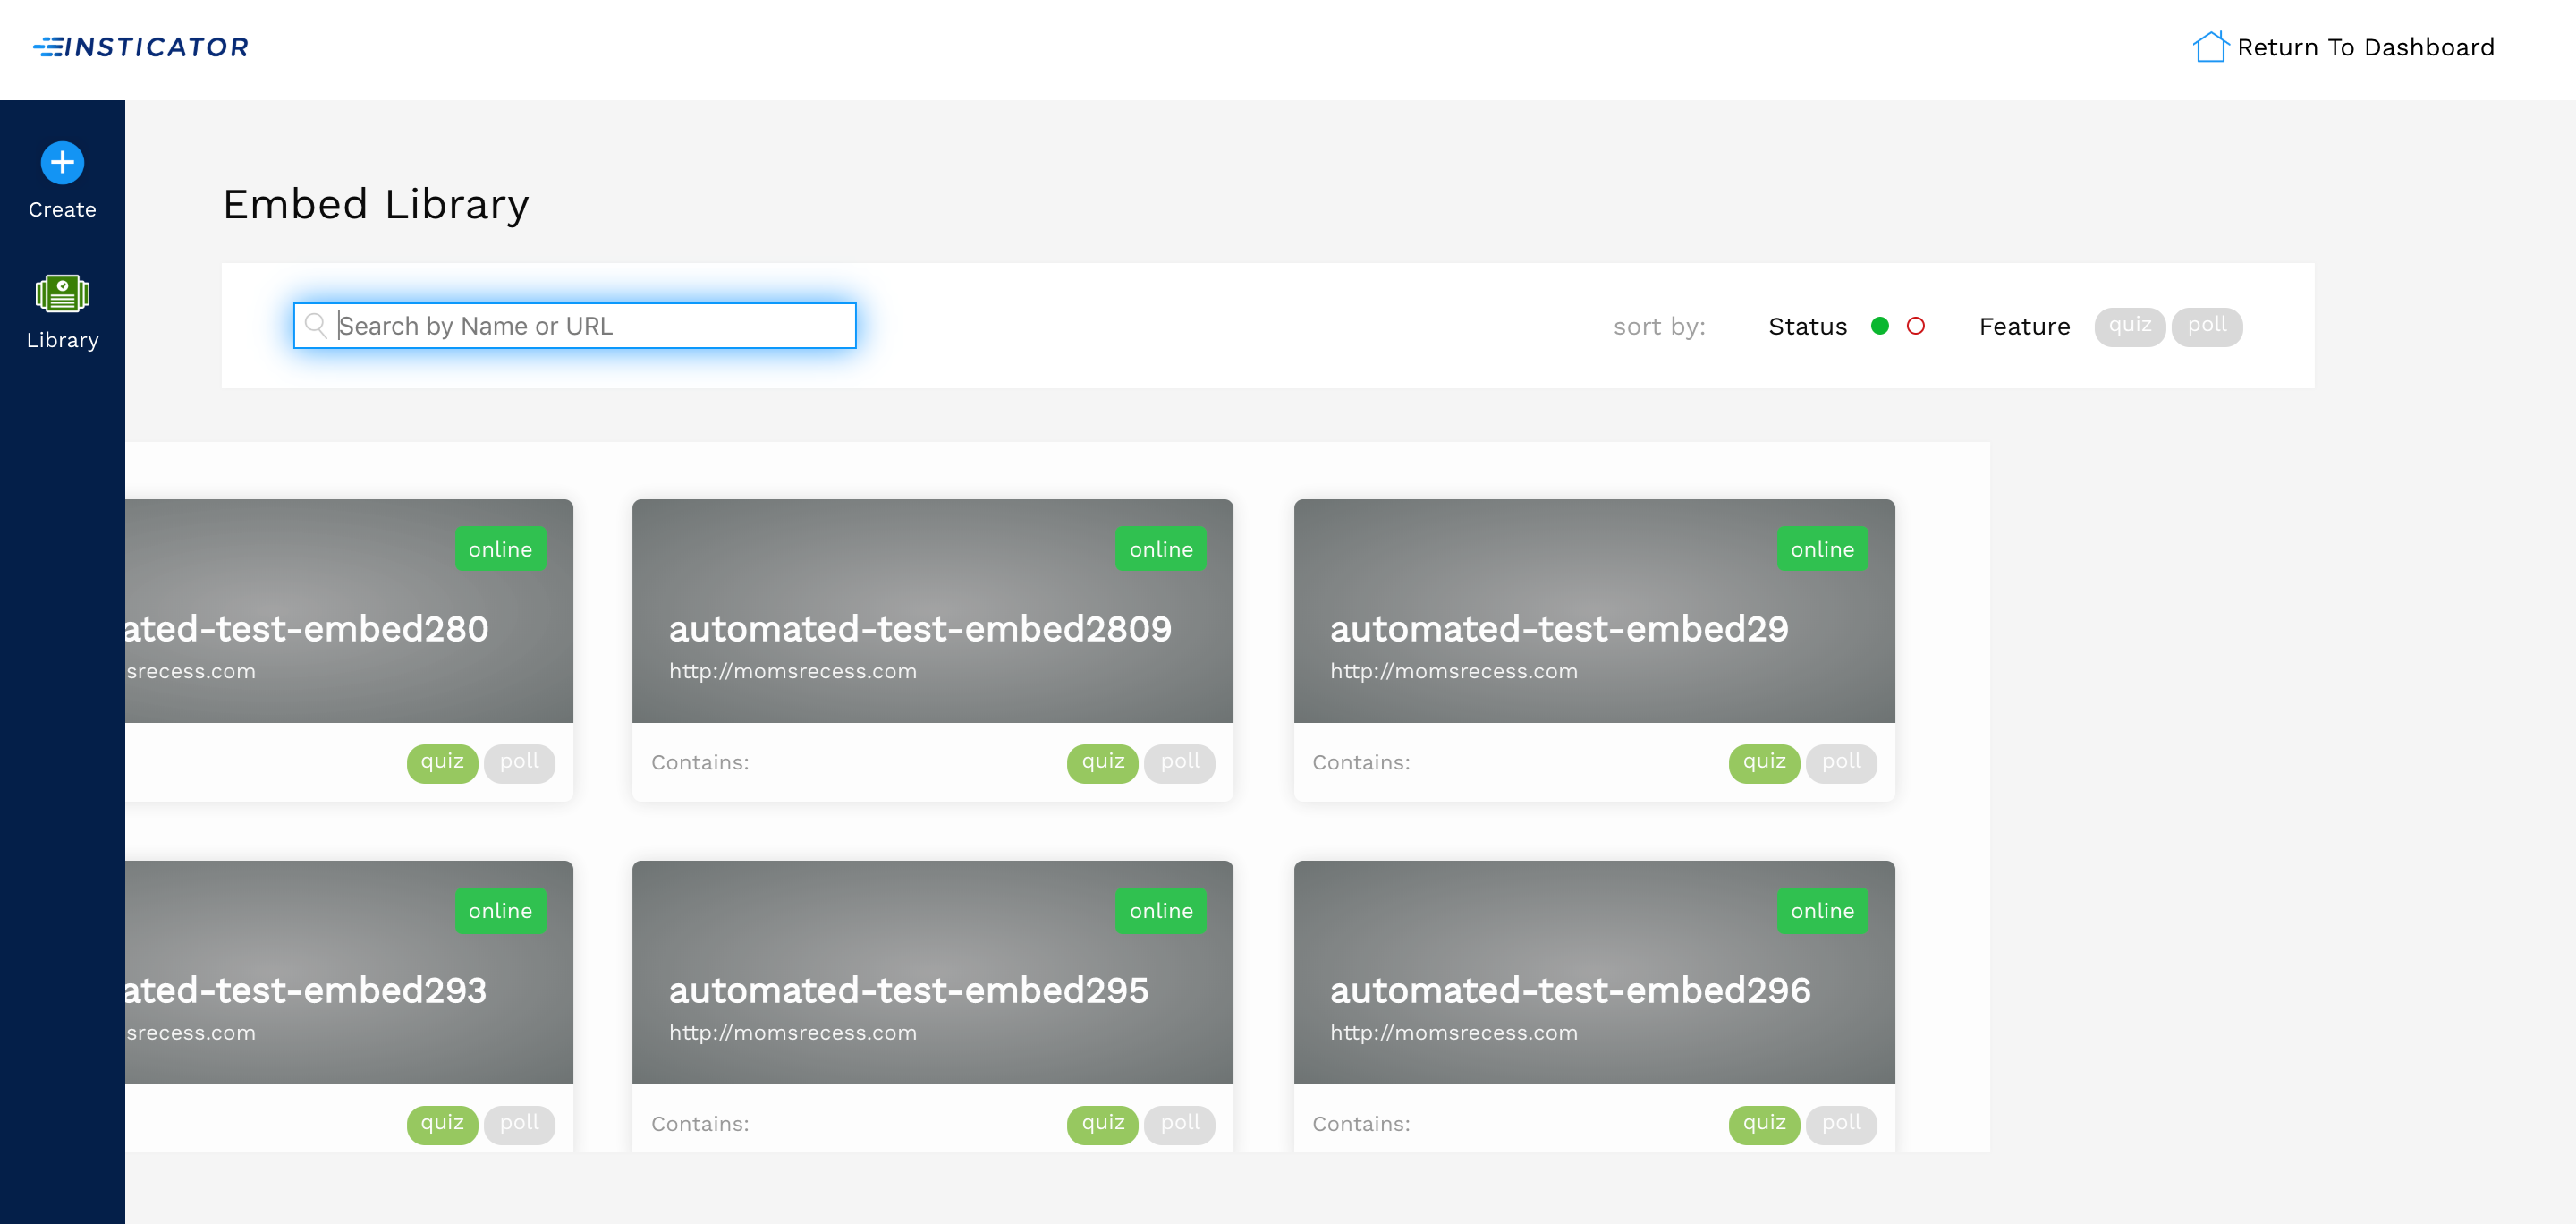 INSTICATOR
Return To Dashboard
Create
Library
Embed Library
Search by Name or URL
sort by:
Status
Feature
quiz
poll
online
ated-test-embed280
srecess.com
quiz
poll
online
automated-test-embed2809
http://momsrecess.com
Contains:
quiz
poll
online
automated-test-embed29
http://momsrecess.com
Contains:
quiz
poll
online
ated-test-embed293
srecess.com
quiz
poll
online
automated-test-embed295
http://momsrecess.com
Contains:
quiz
poll
online
automated-test-embed296
http://momsrecess.com
Contains:
quiz
poll